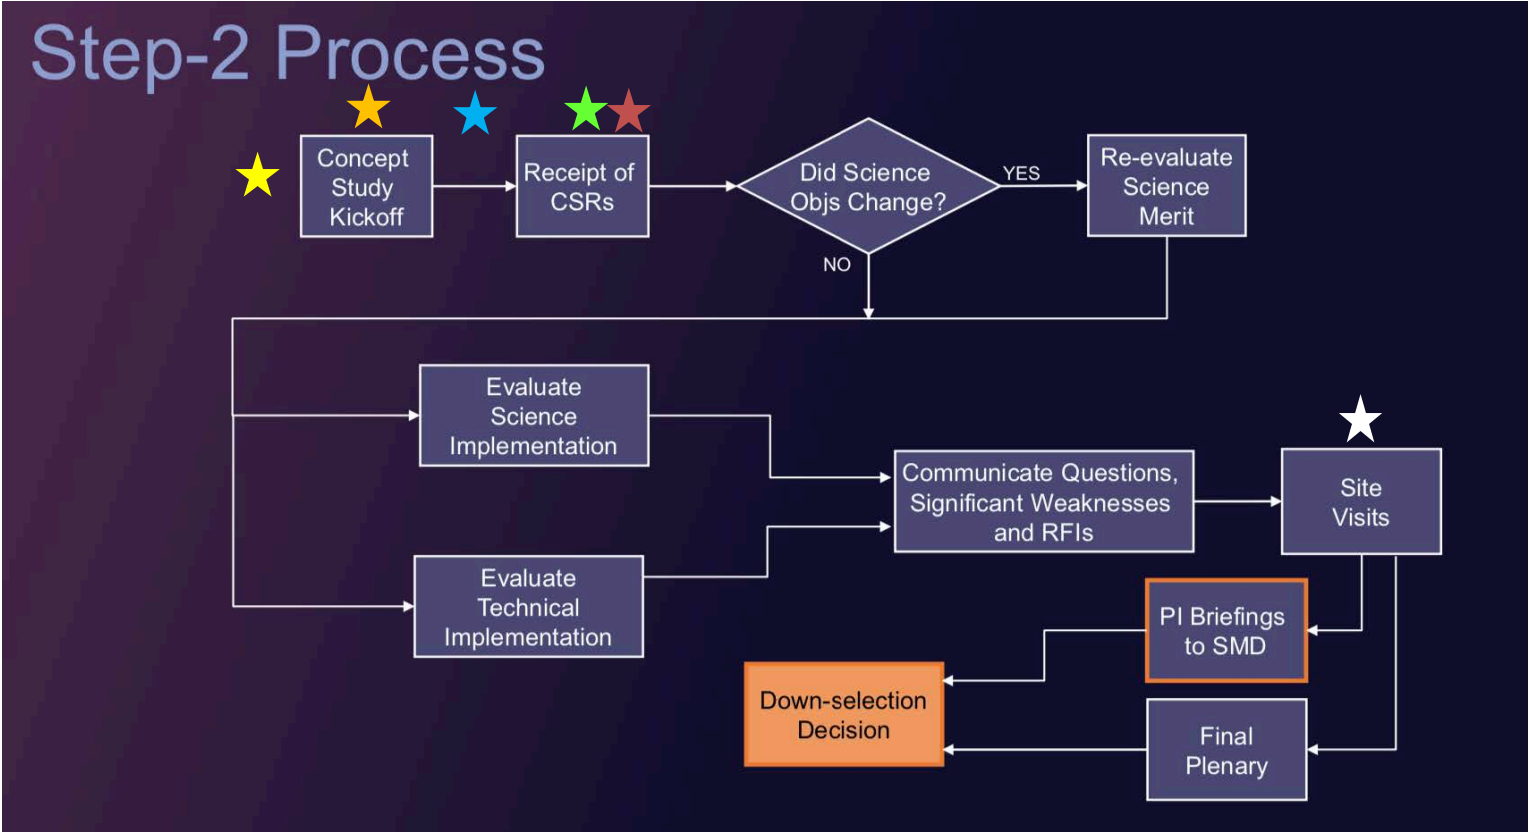 Step-2 Process
Concept
Study
Kickoff
Receipt of
CSRs
Did Science
Objs Change?
YES
NO
Re-evaluate
Science
Merit
Evaluate
Science
Implementation
Evaluate
Technical
Implementation
Communicate Questions,
Significant Weaknesses
and RFIs
Site
Visits
PI Briefings
to SMD
Final
Plenary
Down-selection
Decision